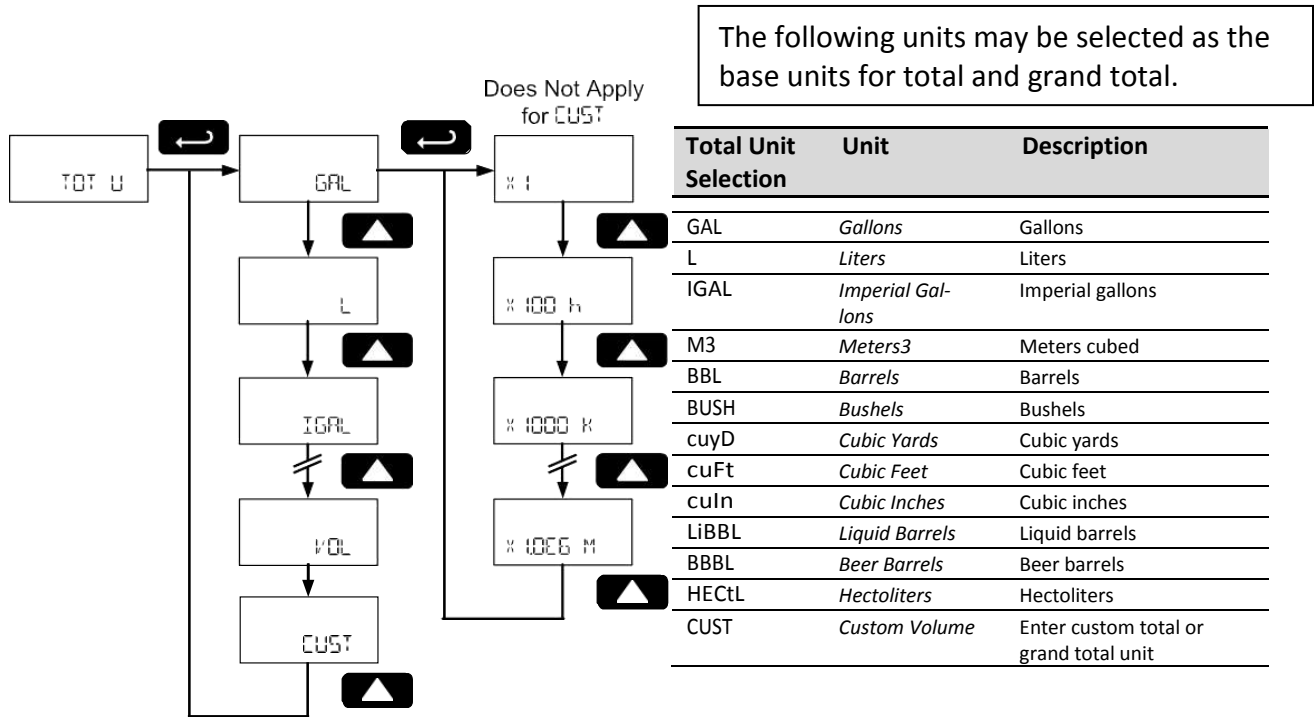 The following units may be selected as the
base units for total and grand total.
Does Not Apply
for CUST
TOT U
GAL
L
IGAL
VOL
CUST
× 1
× 100 h
× 1000 K
× 1.0E6 M
Total Unit Selection Unit Description
GAL Gallons Gallons
L Liters Liters
IGAL Imperial Gal-
lons Imperial gallons
M3 Meters3 Meters cubed
BBL Barrels Barrels
BUSH Bushels Bushels
cuyD Cubic Yards Cubic yards
cuFt Cubic Feet Cubic feet
cuIn Cubic Inches Cubic inches
LiBBL Liquid Barrels Liquid barrels
BBBL Beer Barrels Beer barrels
HECtL Hectoliters Hectoliters
CUST Custom Volume Enter custom total or
grand total unit